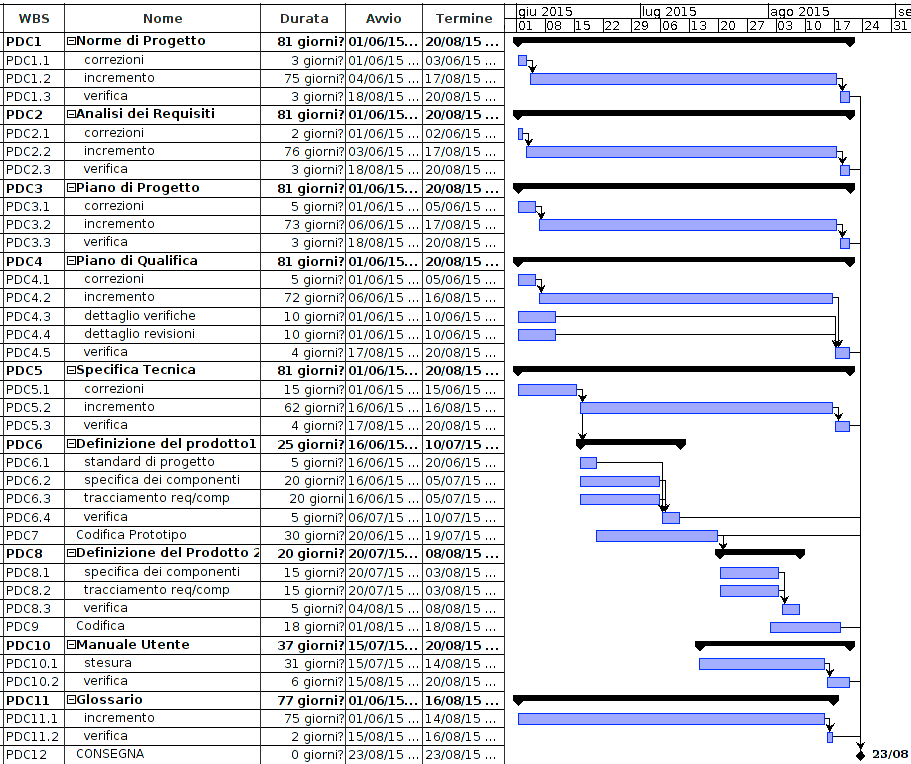 WBS Nome Durata Avvio Termine giu 2015 lug 2015 ago 2015 se
01 08 15 22 29 06 13 20 27 03 10 17 24 31
PDC1 Norme di Progetto 81 giorni? 01/06/15... 20/08/15 ...
PDC1.1 correzioni 3 giorni? 01/06/15 ... 03/06/15 ...
PDC1.2 incremento 75 giorni? 04/06/15 ... 17/08/15 ...
PDC1.3 verifica 3 giorni? 18/08/15 ... 20/08/15 ...
PDC2 Analisi dei Requisiti 81 giorni? 01/06/15... 20/08/15 ...
PDC2.1 correzioni 2 giorni? 01/06/15 ... 02/06/15 ...
PDC2.2 incremento 76 giorni? 03/06/15 ... 17/08/15 ...
PDC2.3 verifica 3 giorni? 18/08/15 ... 20/08/15 ...
PDC3 Piano di Progetto 81 giorni? 01/06/15... 20/08/15 ...
PDC3.1 correzioni 5 giorni? 01/06/15 ... 05/06/15 ...
PDC3.2 incremento 73 giorni? 06/06/15 ... 17/08/15 ...
PDC3.3 verifica 3 giorni? 18/08/15 ... 20/08/15 ...
PDC4 Piano di Qualifica 81 giorni? 01/06/15... 20/08/15 ...
PDC4.1 correzioni 5 giorni? 01/06/15 ... 05/06/15 ...
PDC4.2 incremento 72 giorni? 06/06/15 ... 16/08/15 ...
PDC4.3 dettaglio verifiche 10 giorni? 01/06/15 ... 10/06/15 ...
PDC4.4 dettaglio revisioni 10 giorni? 01/06/15 ... 10/06/15 ...
PDC4.5 verifica 4 giorni? 17/08/15 ... 20/08/15 ...
PDC5 Specifica Tecnica 81 giorni? 01/06/15... 20/08/15 ...
PDC5.1 correzioni 15 giorni? 01/06/15 ... 15/06/15 ...
PDC5.2 incremento 62 giorni? 16/06/15 ... 16/08/15 ...
PDC5.3 verifica 4 giorni? 17/08/15 ... 20/08/15 ...
PDC6 Definizione del prodotto1 25 giorni? 16/06/15... 10/07/15 ...
PDC6.1 standard di progetto 5 giorni? 16/06/15 ... 20/06/15 ...
PDC6.2 specifica dei componenti 20 giorni? 16/06/15 ... 05/07/15 ...
PDC6.3 tracciamento req/comp 20 giorni 16/06/15 ... 05/07/15 ...
PDC6.4 verifica 5 giorni? 06/07/15 ... 10/07/15 ...
PDC7 Codifica Prototipo 30 giorni? 20/06/15 ... 19/07/15 ...
PDC8 Definizione del Prodotto 2 20 giorni? 20/07/15... 08/08/15 ...
PDC8.1 specifica dei componenti 15 giorni? 20/07/15 ... 03/08/15 ...
PDC8.2 tracciamento req/comp 15 giorni? 20/07/15 ... 03/08/15 ...
PDC8.3 verifica 5 giorni? 04/08/15 ... 08/08/15 ...
PDC9 Codifica 18 giorni? 01/08/15 ... 18/08/15 ...
PDC10 Manuale Utente 37 giorni? 15/07/15... 20/08/15 ...
PDC10.1 stesura 31 giorni? 15/07/15 ... 14/08/15 ...
PDC10.2 verifica 6 giorni? 15/08/15 ... 20/08/15 ...
PDC11 Glossario 77 giorni? 01/06/15... 16/08/15 ...
PDC11.1 incremento 75 giorni? 01/06/15 ... 14/08/15 ...
PDC11.2 verifica 2 giorni? 15/08/15 ... 16/08/15 ...
PDC12 CONSEGNA 0 giorni? 23/08/15 ... 23/08/15 ... 23/08